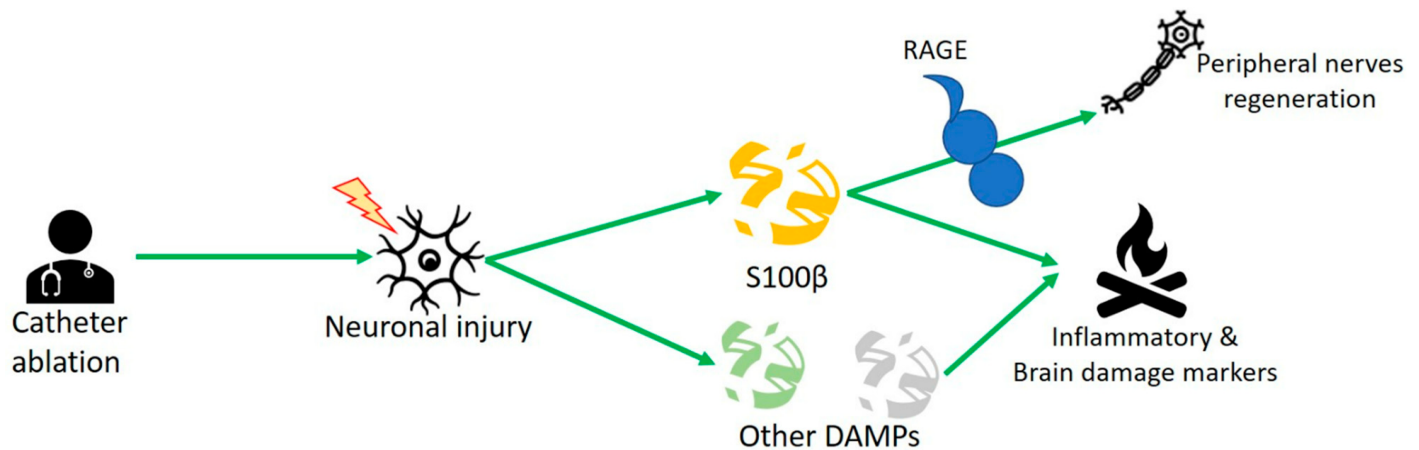 RAGE
Peripheral nerves
regeneration
S100β
Catheter
ablation
Neuronal injury
Inflammatory &
Brain damage markers
Other DAMPs